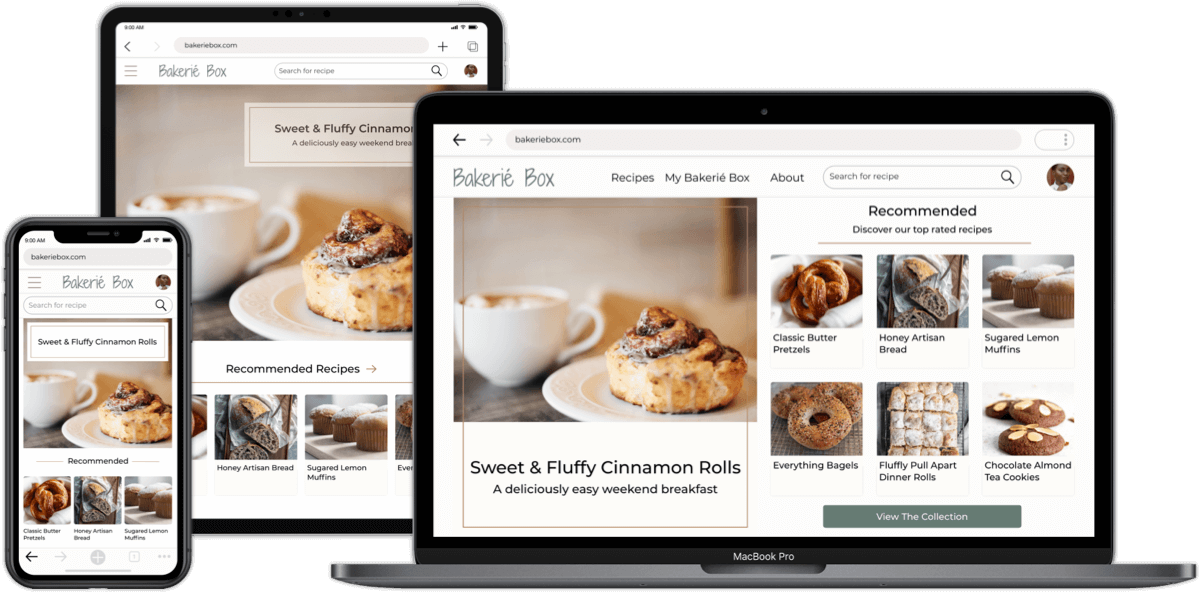 9:00 AM
bakeriebox.com
Bakerié Box
Search for recipe
Sweet & Fluffy Cinnamo
A deliciously easy weekend brea
Recommended Recipes
Honey Artisan Bread
Sugared Lemon
Muffins
Ever
9:00 AM
bakeriebox.com
Bakerié Box
Search for recipe
Sweet & Fluffy Cinnamon Rolls
Recommended
Classic Butter
Pretzels
Honey Artisan
Bread
Sugared Lemon
Muffins
1
bakeriebox.com
Bakerié Box
Recipes My Bakerié Box About
Search for recipe
Sweet & Fluffy Cinnamon Rolls
A deliciously easy weekend breakfast
Recommended
Discover our top rated recipes
Classic Butter
Pretzels
Honey Artisan
Bread
Sugared Lemon
Muffins
Everything Bagels
Fluffly Pull Apart
Dinner Rolls
Chocolate Almond
Tea Cookies
View The Collection
MacBook Pro